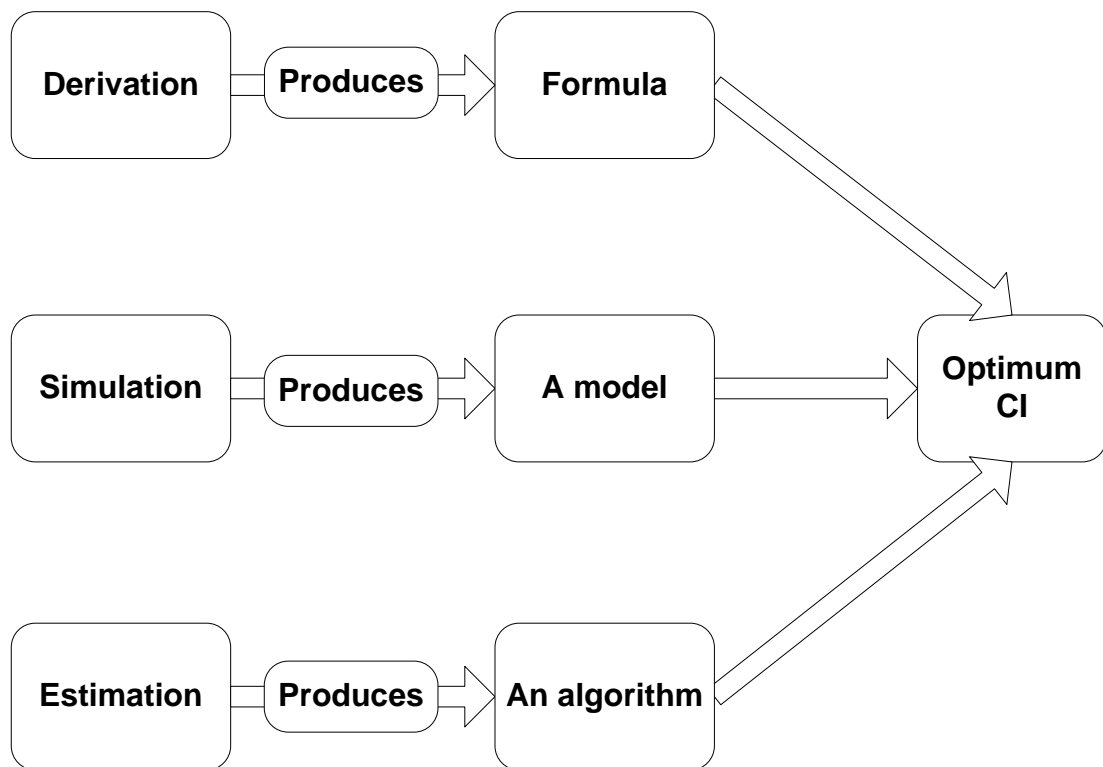 Derivation
Produces
Formula
Simulation
Produces
A model
Optimum
CI
Estimation
Produces
An algorithm